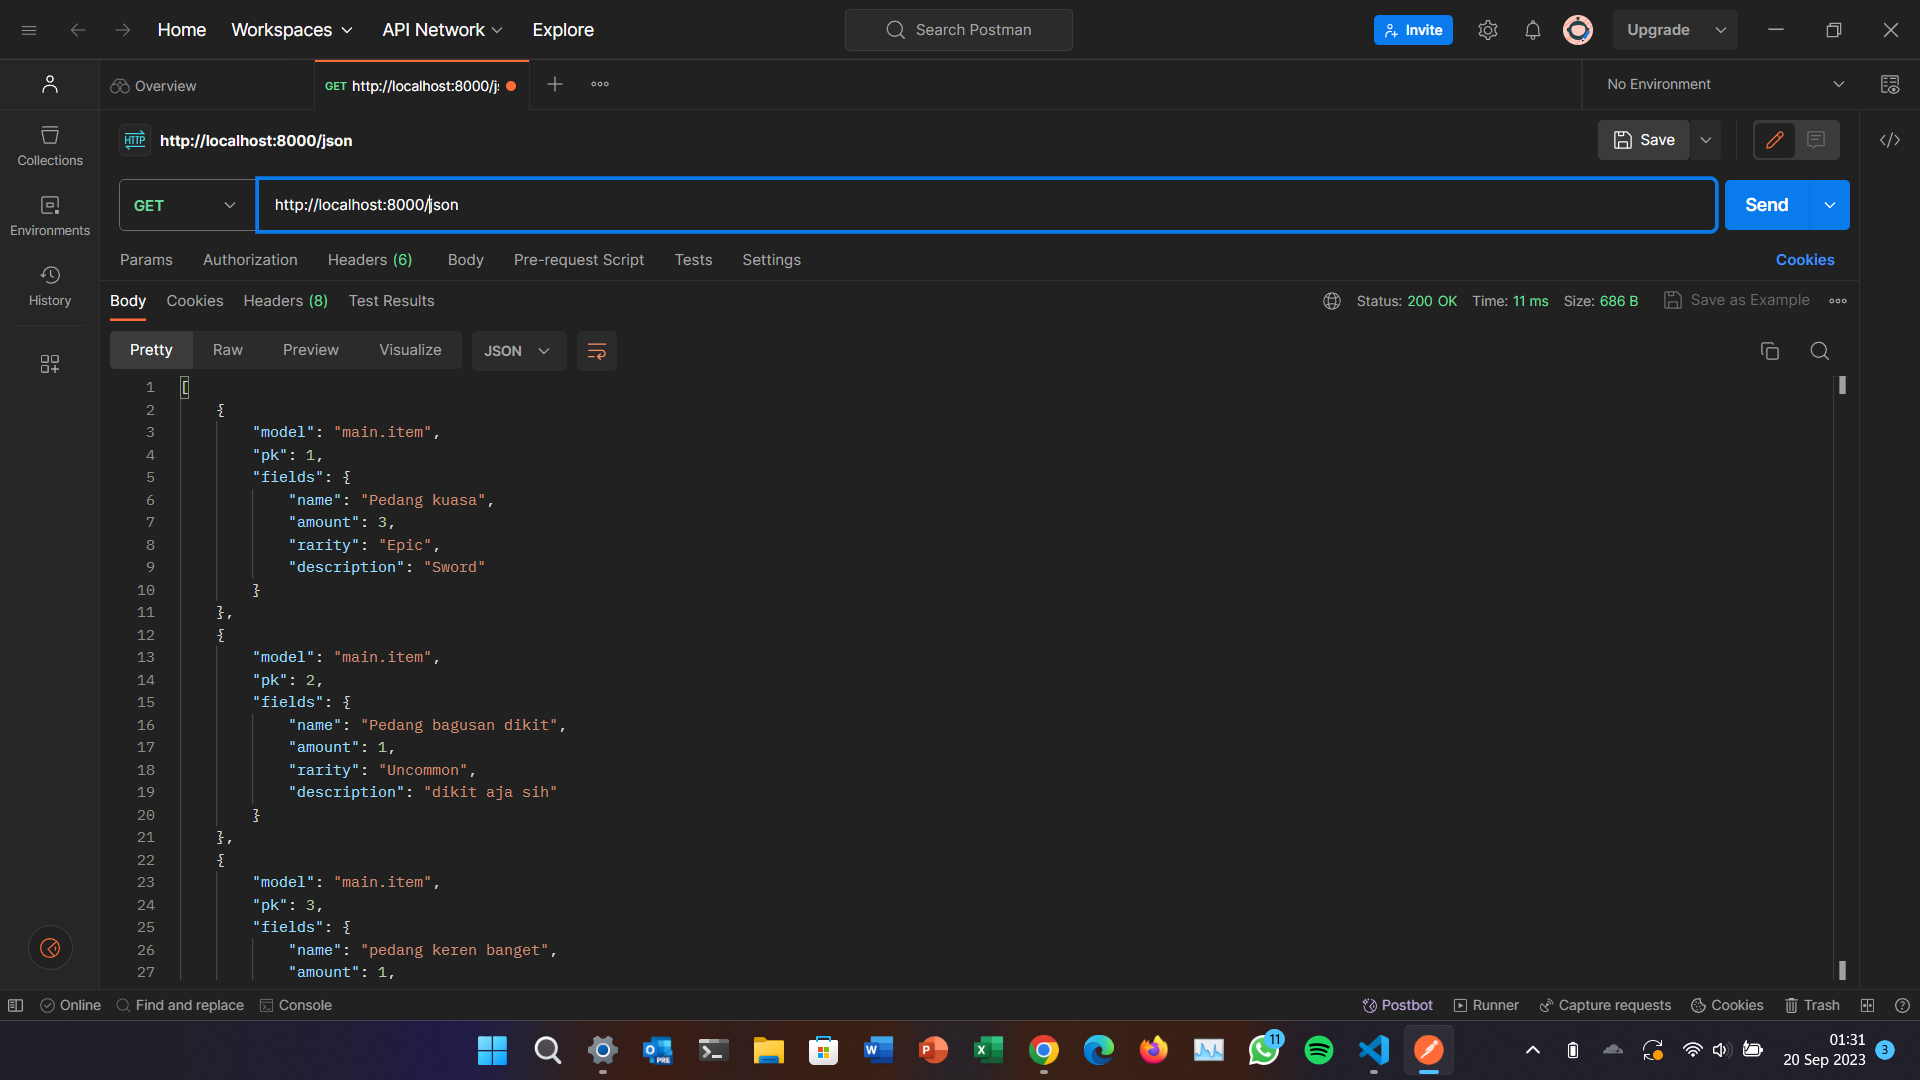 Home Workspaces API Network Explore Search Postman Invite Upgrade
Overview GET http://localhost:8000/j No Environment
HTTP http://localhost:8000/json Save
GET http://localhost:8000/json Send
Params Authorization Headers (6) Body Pre-request Script Tests Settings Cookies
Body Cookies Headers (8) Test Results Status: 200 OK Time: 11 ms Size: 686 B Save as Example
Pretty Raw Preview Visualize JSON
Collections
Environments
History
1 [
2 {
3 "model": "main.item",
4 "pk": 1,
5 "fields": {
6 "name": "Pedang kuasa",
7 "amount": 3,
8 "rarity": "Epic",
9 "description": "Sword"
10 }
11 },
12 {
13 "model": "main.item",
14 "pk": 2,
15 "fields": {
16 "name": "Pedang bagusan dikit",
17 "amount": 1,
18 "rarity": "Uncommon",
19 "description": "dikit aja sih"
20 }
21 },
22 {
23 "model": "main.item",
24 "pk": 3,
25 "fields": {
26 "name": "pedang keren banget",
27 "amount": 1,
Online Find and replace Console Postbot Runner Capture requests Cookies Trash
PRE W P X 11 01:31
20 Sep 2023 3